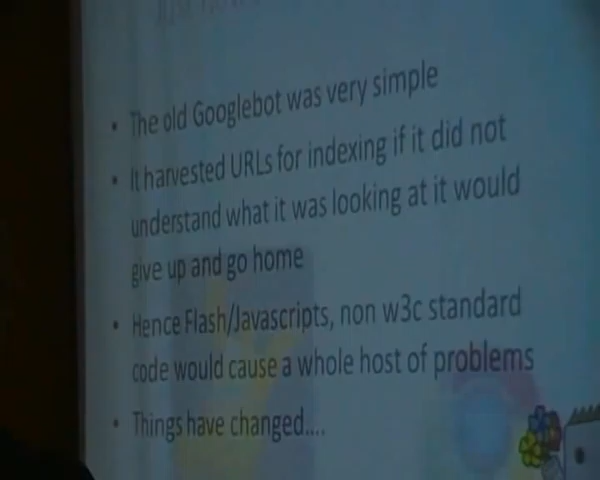 • The old Googlebot was very simple
• It harvested URLs for indexing if it did not
understand what it was looking at it would
give up and go home
• Hence Flash/Javascripts, non w3c standard
code would cause a whole host of problems
• Things have changed....